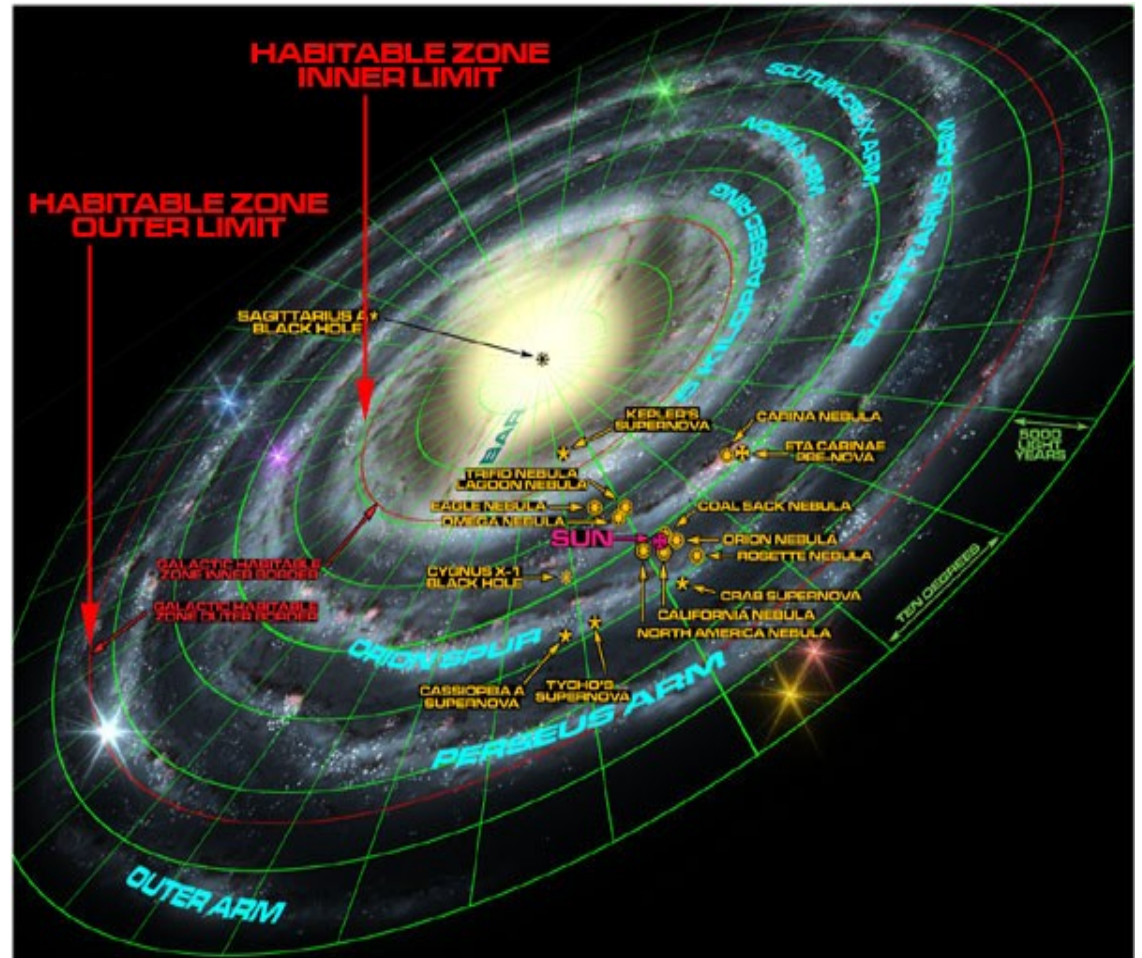 HABITABLE ZONE
INNER LIMIT
HABITABLE ZONE
OUTER LIMIT
SCUTUM-CRUX ARM
NORMA ARM
SAGITTARIUS ARM
5 KILOPARSEC RING
SAGITTARIUS A*
BLACK HOLE
BAR
KEPLER'S
SUPERNOVA
CARINA NEBULA
ETA CARINAE
PRE-NOVA
5000
LIGHT
YEARS
TRIFID NEBULA
LAGOON NEBULA
EAGLE NEBULA
OMEGA NEBULA
COAL SACK NEBULA
SUN
ORION NEBULA
ROSETTE NEBULA
GALACTIC HABITABLE
ZONE INNER BORDER
CYGNUS X-1
BLACK HOLE
CRAB SUPERNOVA
GALACTIC HABITABLE
ZONE OUTER BORDER
CALIFORNIA NEBULA
NORTH AMERICA NEBULA
TEN DEGREES
ORION SPUR
CASSIOPEIA A
SUPERNOVA
TYCHO'S
SUPERNOVA
PERSEUS ARM
OUTER ARM